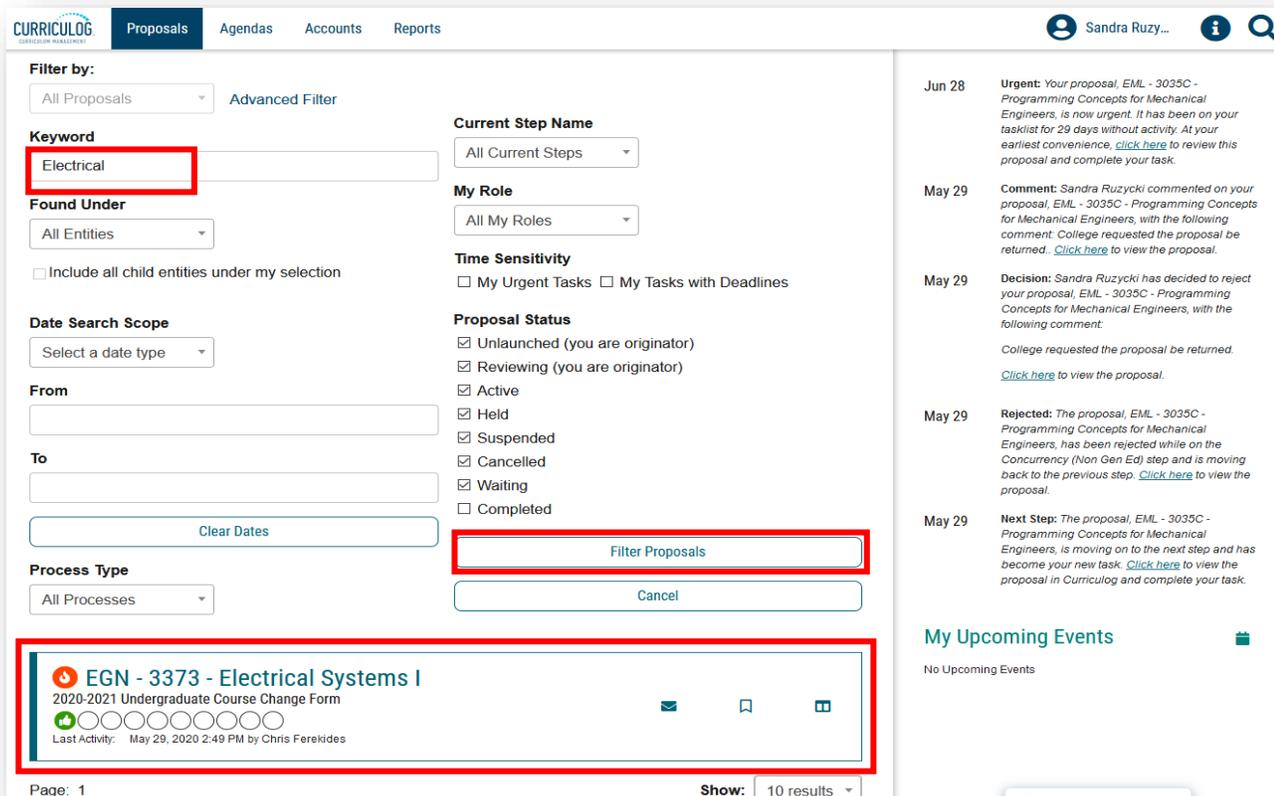 CURRICULOG
CURRICULUM MANAGEMENT
Proposals
Agendas
Accounts
Reports
Sandra Ruzy...
Filter by:
All Proposals
Advanced Filter
Keyword
Electrical
Found Under
All Entities
Include all child entities under my selection
Date Search Scope
Select a date type
From
To
Clear Dates
Process Type
All Processes
Current Step Name
All Current Steps
My Role
All My Roles
Time Sensitivity
My Urgent Tasks
My Tasks with Deadlines
Proposal Status
Unlaunched (you are originator)
Reviewing (you are originator)
Active
Held
Suspended
Cancelled
Waiting
Completed
Filter Proposals
Cancel
EGN - 3373 - Electrical Systems I
2020-2021 Undergraduate Course Change Form
Last Activity: May 29, 2020 2:49 PM by Chris Ferekides
Page: 1
Show: 10 results
Jun 28
Urgent: Your proposal, EML - 3035C -
Programming Concepts for Mechanical
Engineers, is now urgent. It has been on your
tasklist for 29 days without activity. At your
earliest convenience, click here to review this
proposal and complete your task.
May 29
Comment: Sandra Ruzycki commented on your
proposal, EML - 3035C - Programming Concepts
for Mechanical Engineers, with the following
comment: College requested the proposal be
returned.. Click here to view the proposal.
May 29
Decision: Sandra Ruzycki has decided to reject
your proposal, EML - 3035C - Programming
Concepts for Mechanical Engineers, with the
following comment:
College requested the proposal be returned.
Click here to view the proposal.
May 29
Rejected: The proposal, EML - 3035C -
Programming Concepts for Mechanical
Engineers, has been rejected while on the
Concurrency (Non Gen Ed) step and is moving
back to the previous step. Click here to view the
proposal.
May 29
Next Step: The proposal, EML - 3035C -
Programming Concepts for Mechanical
Engineers, is moving on to the next step and has
become your new task. Click here to view the
proposal in Curriculog and complete your task.
My Upcoming Events
No Upcoming Events